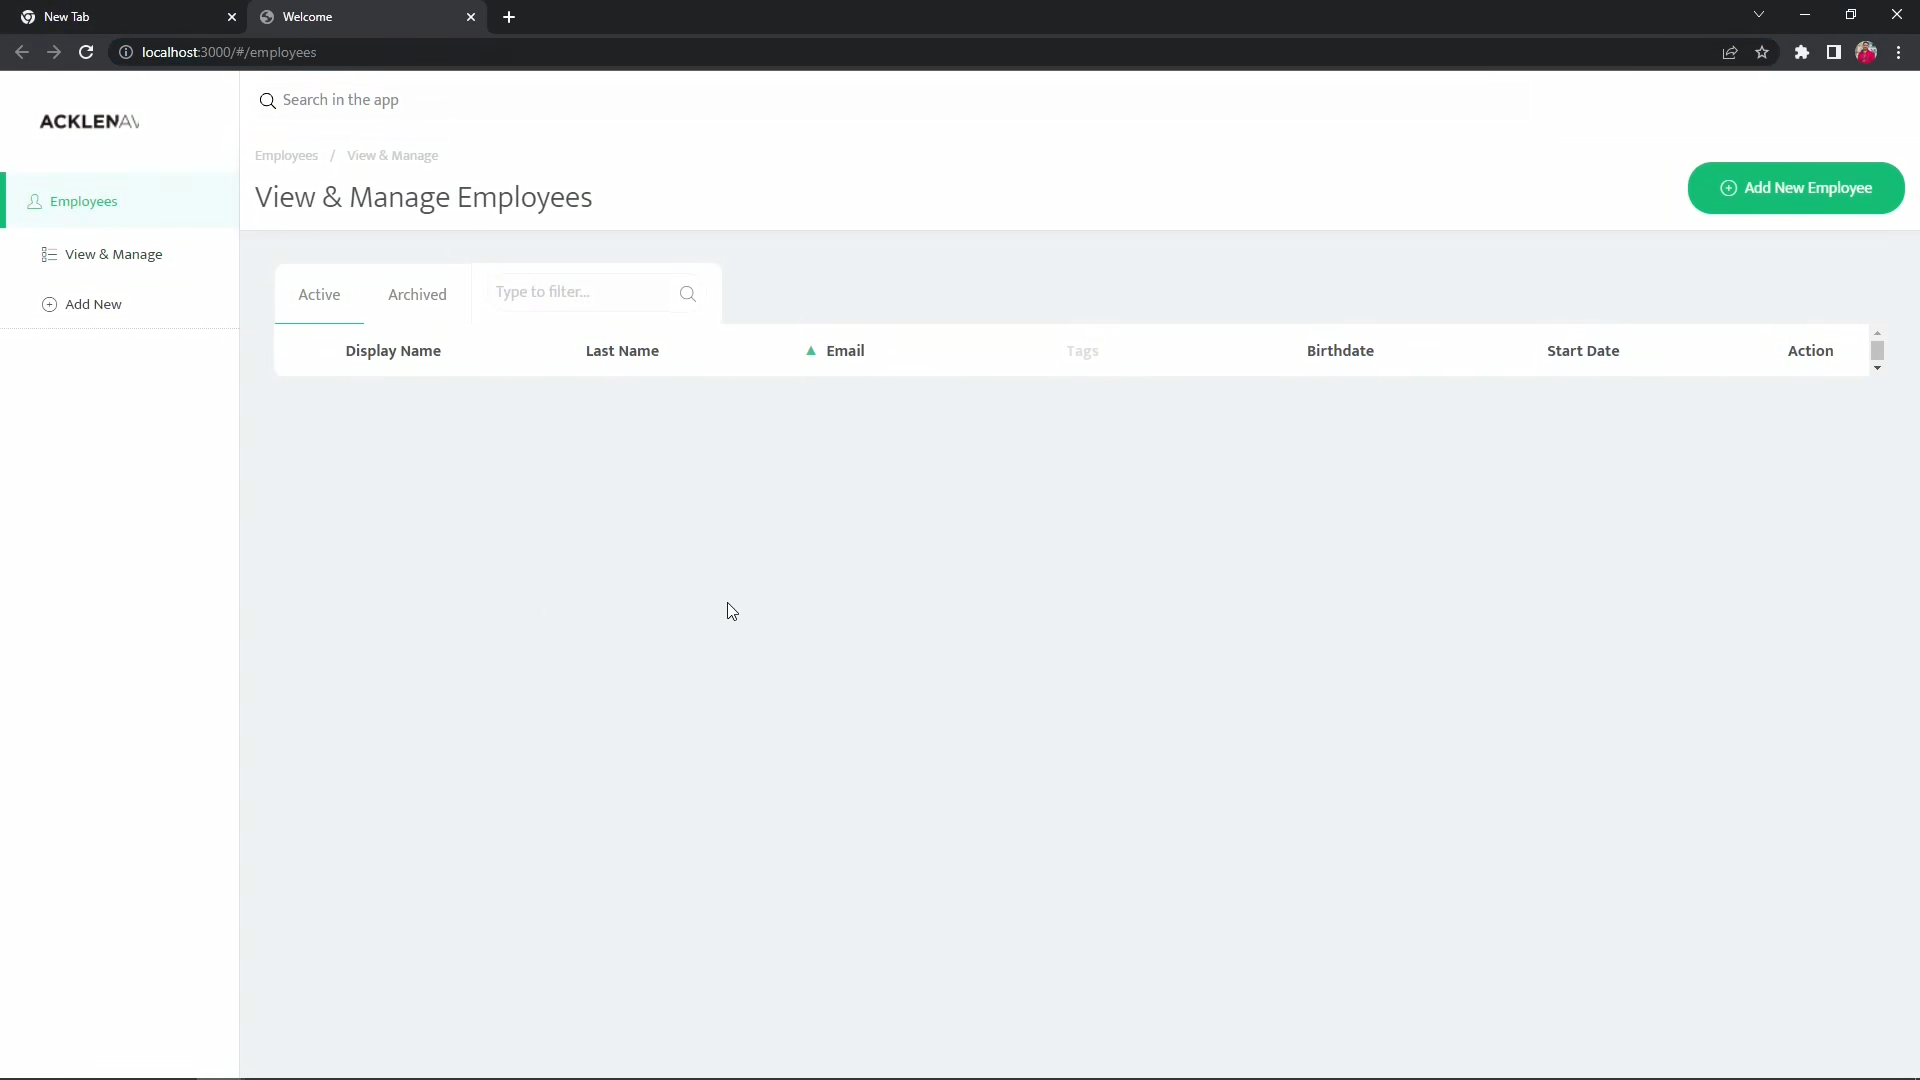 New Tab
Welcome
localhost:3000/#/employees
ACKLENAV
Search in the app
Employees / View & Manage
View & Manage Employees
Add New Employee
Employees
View & Manage
Add New
Active
Archived
Type to filter...
Display Name
Last Name
Email
Tags
Birthdate
Start Date
Action